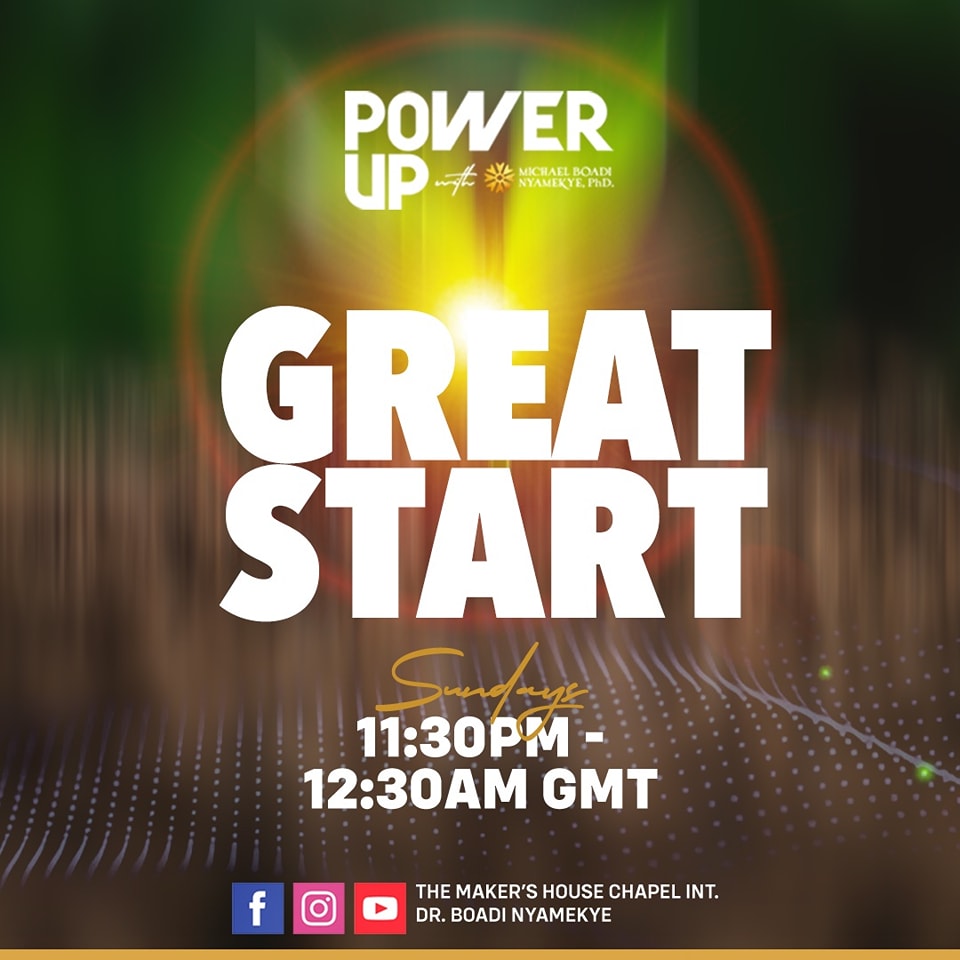 POWER
UP with MICHAEL BOADI
NYAMEKYE, PhD.
GREAT
START
Sundays
11:30PM -
12:30AM GMT
THE MAKER'S HOUSE CHAPEL INT.
DR. BOADI NYAMEKYE